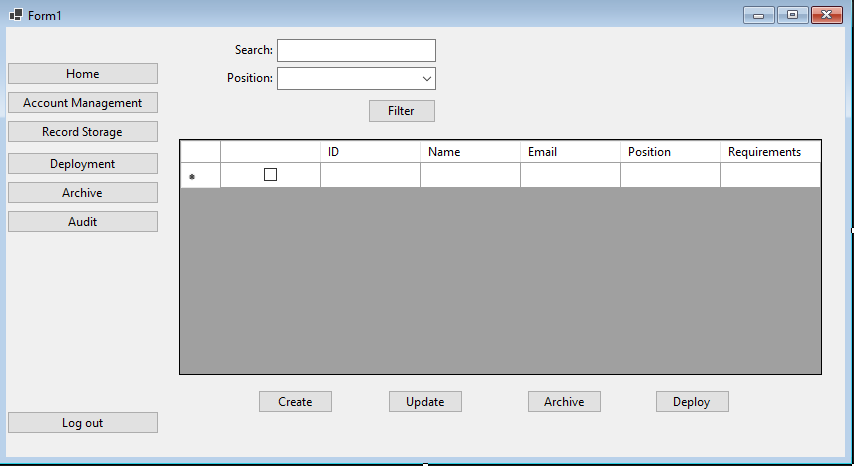 Form1
Search:
Position:
Filter
Home
Account Management
Record Storage
Deployment
Archive
Audit
Log out
ID Name Email Position Requirements
Create Update Archive Deploy